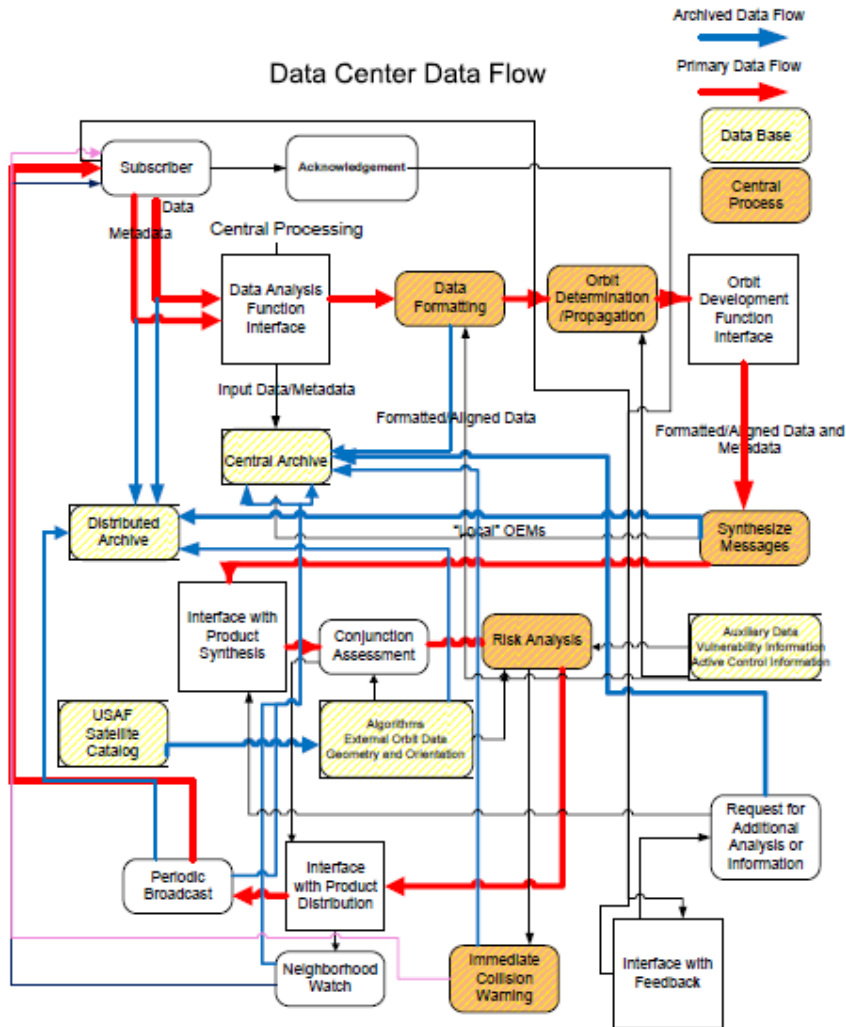 Archived Data Flow
Primary Data Flow
Data Center Data Flow
Data Base
Central
Process
Subscriber
Acknowledgement
Data
Metadata
Central Processing
Data Analysis
Function
Interface
Data
Formatting
Orbit
Determination
/Propagation
Orbit
Development
Function
Interface
Input Data/Metadata
Formatted/Aligned Data
Formatted/Aligned Data and
Metadata
Central Archive
Distributed
Archive
"Local" OEMs
Synthesize
Messages
Interface with
Product
Synthesis
Conjunction
Assessment
Risk Analysis
Auxiliary Data
Vulnerability Information
Active Control Information
USAF
Satellite
Catalog
Algorithms
External Orbit Data
Geometry and Orientation
Request for
Additional
Analysis or
Information
Periodic
Broadcast
Interface
with Product
Distribution
Neighborhood
Watch
Immediate
Collision
Warning
Interface with
Feedback